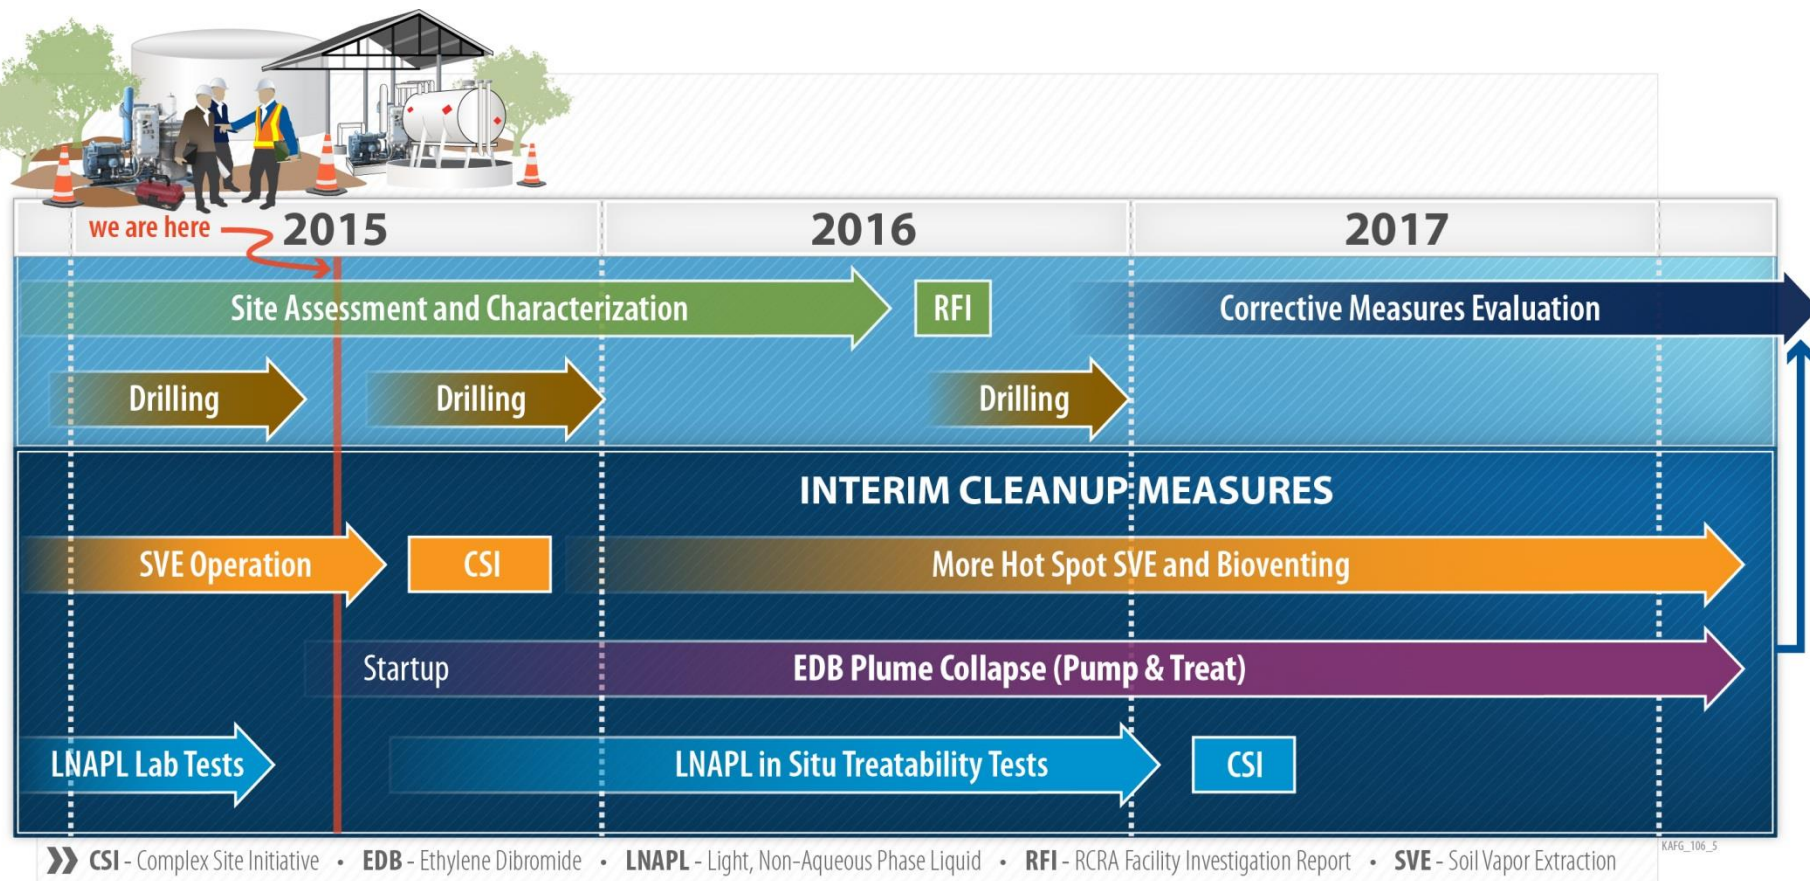 we are here
2015
2016
2017
Site Assessment and Characterization
RFI
Corrective Measures Evaluation
Drilling
Drilling
Drilling
INTERIM CLEANUP MEASURES
SVE Operation
CSI
More Hot Spot SVE and Bioventing
Startup
EDB Plume Collapse (Pump & Treat)
LNAPL Lab Tests
LNAPL in Situ Treatability Tests
CSI
CSI - Complex Site Initiative • EDB - Ethylene Dibromide • LNAPL - Light, Non-Aqueous Phase Liquid • RFI - RCRA Facility Investigation Report • SVE - Soil Vapor Extraction
KAFG_106_5